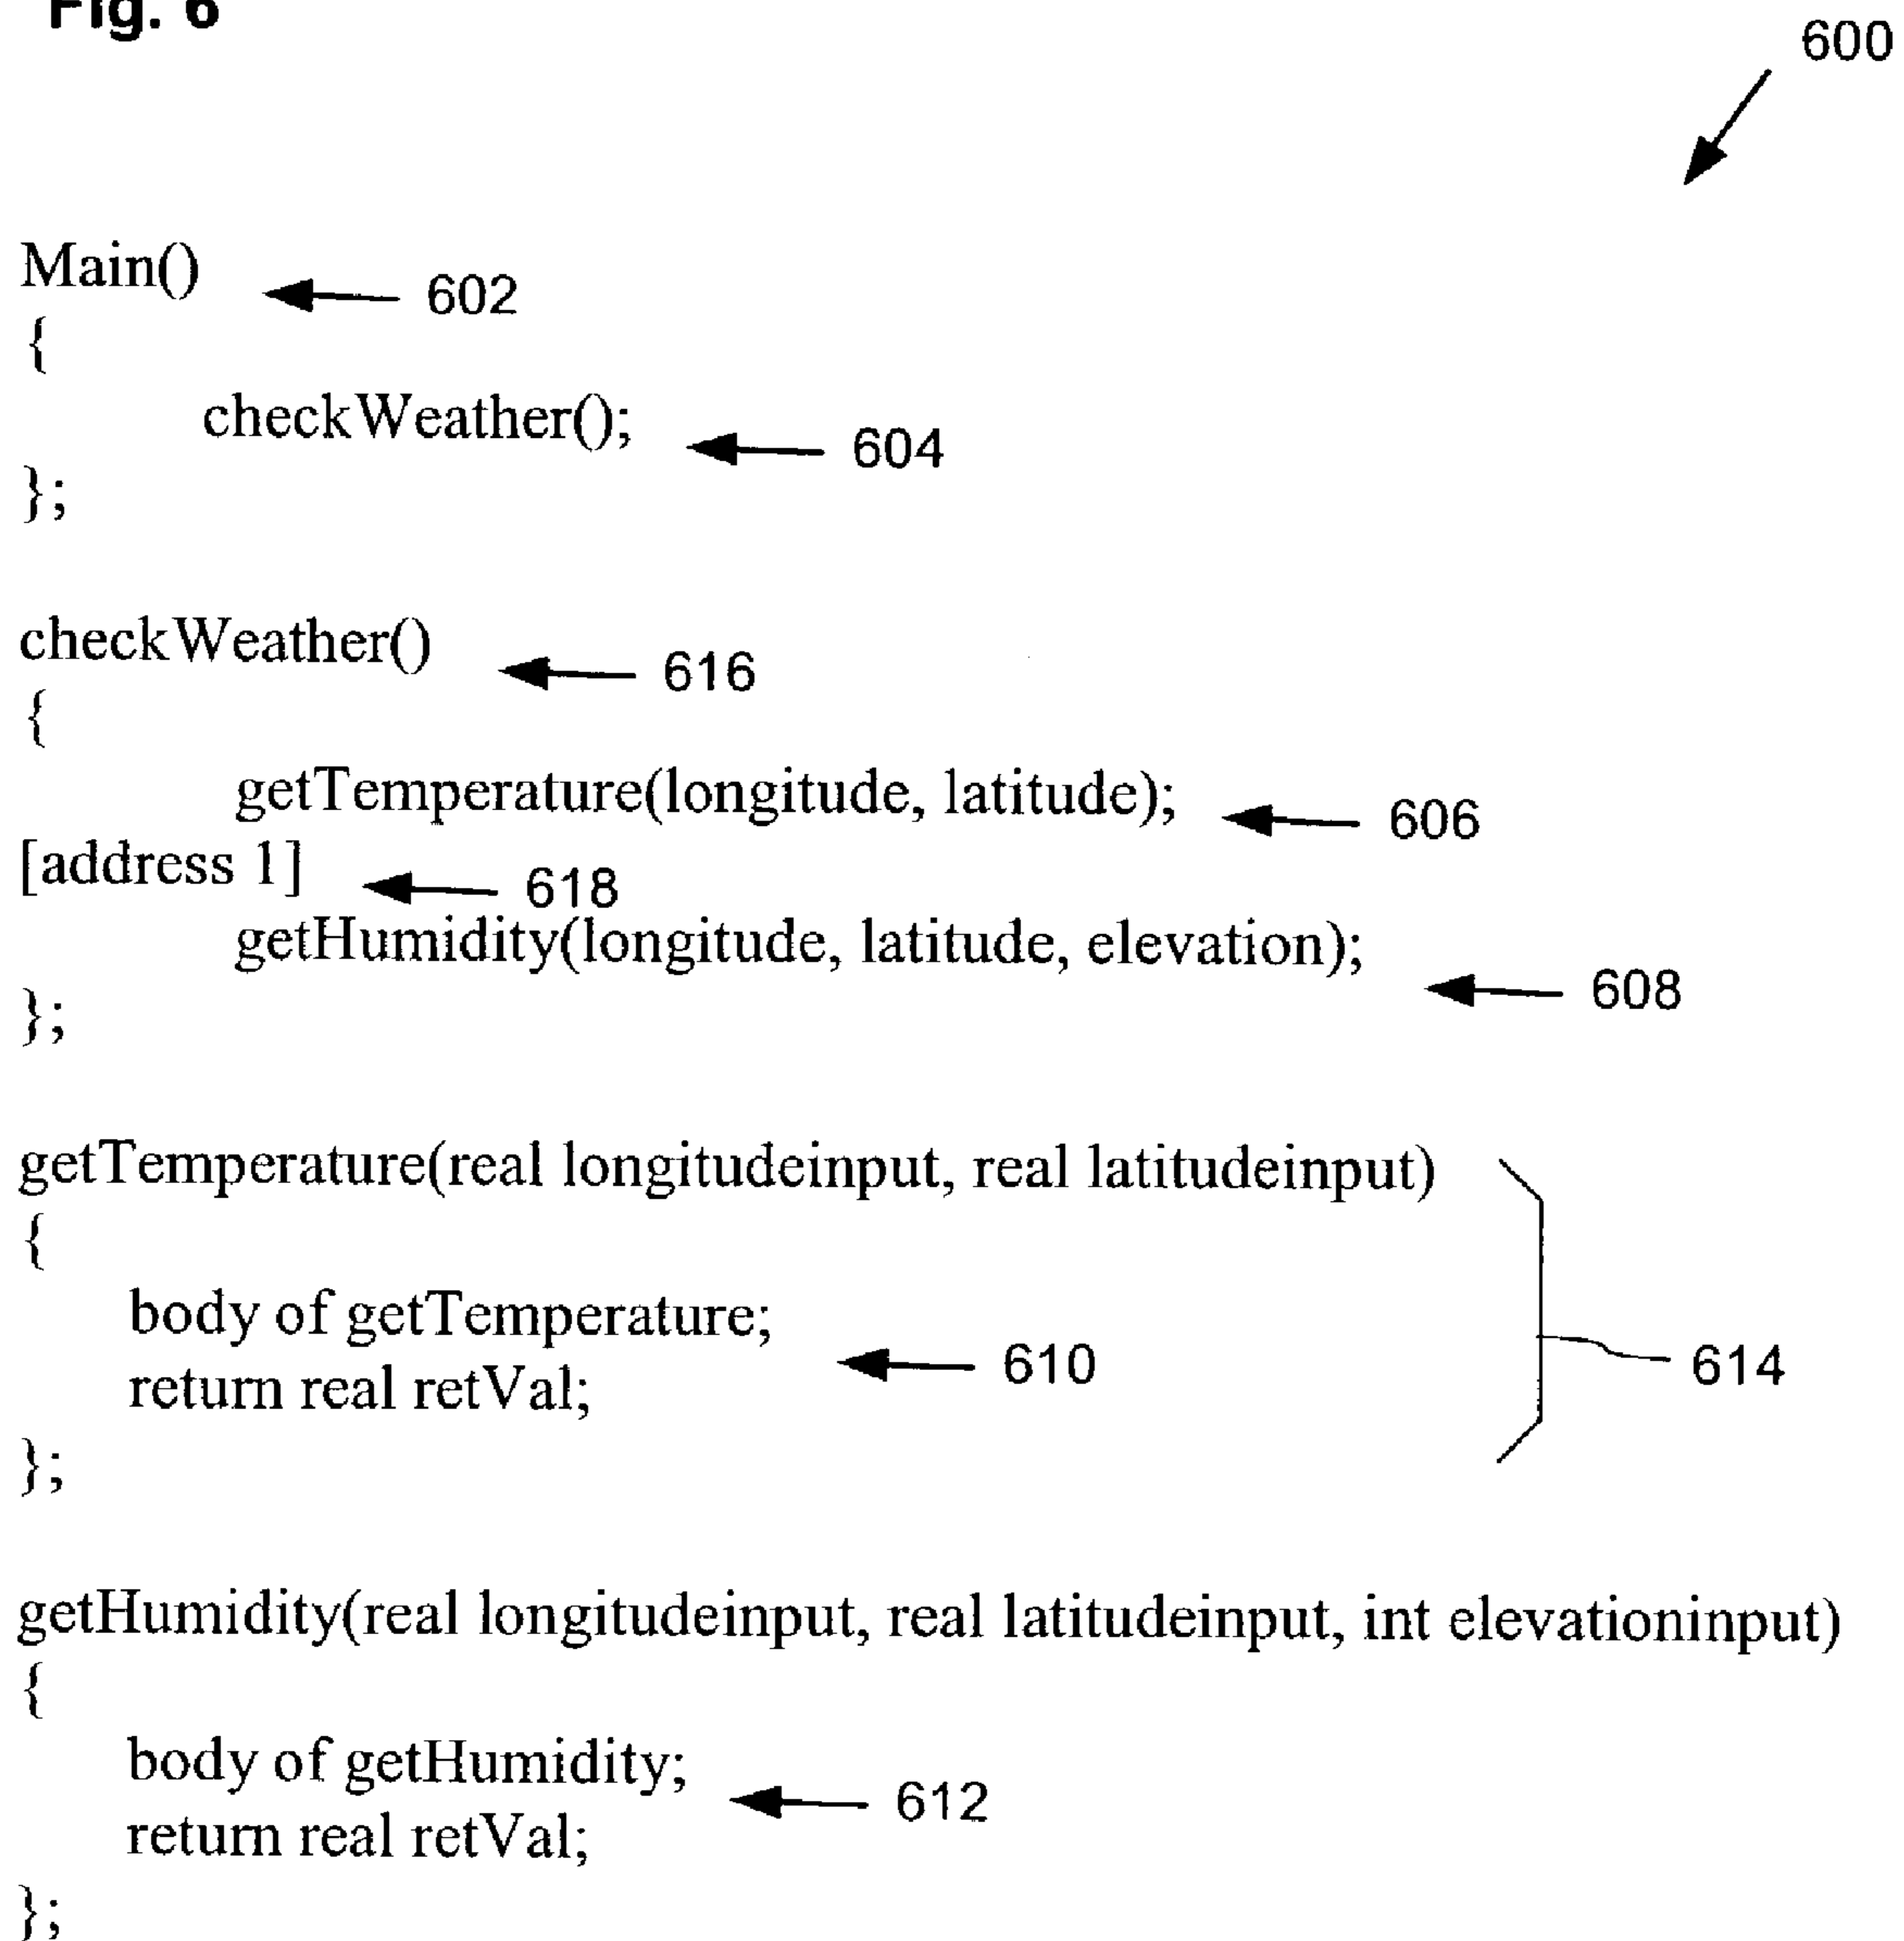 Fig. 6
600
Main()
602
{
checkWeather();
604
};
checkWeather()
616
{
getTemperature(longitude, latitude);
606
[address 1]
618
getHumidity(longitude, latitude, elevation);
608
};
getTemperature(real longitudeinput, real latitudeinput)
{
body of getTemperature;
610
614
return real retVal;
};
getHumidity(real longitudeinput, real latitudeinput, int elevationinput)
{
body of getHumidity;
612
return real retVal;
};